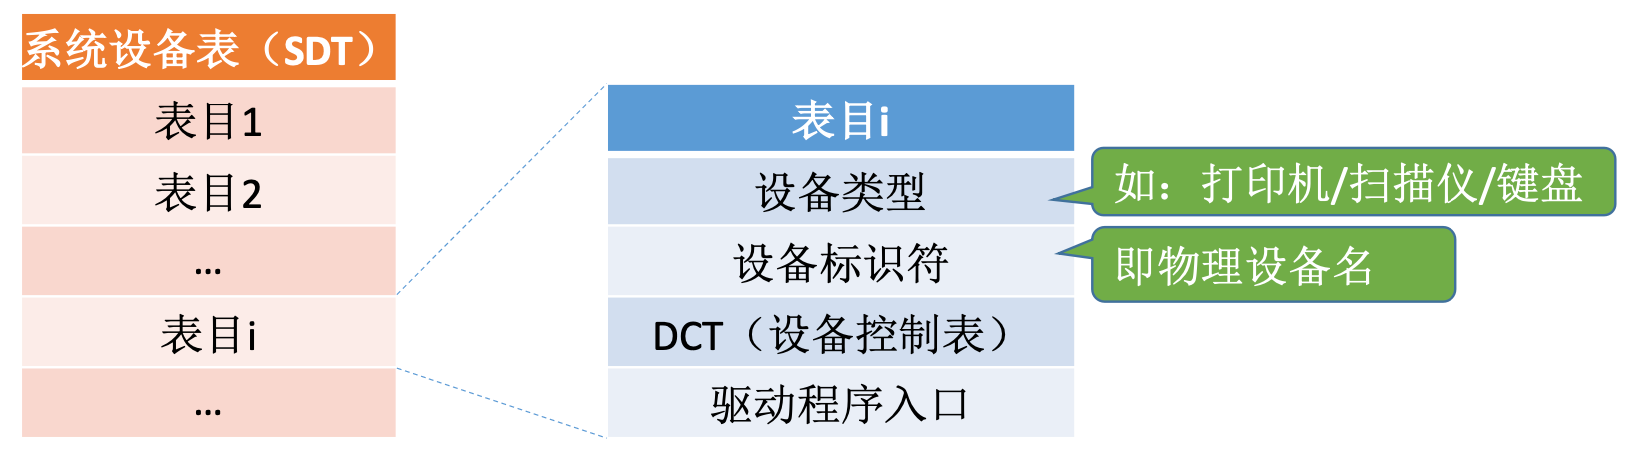 系统设备表（SDT）
表目1
表目2
...
表目i
...
表目i
设备类型
设备标识符
DCT（设备控制表）
驱动程序入口
如：打印机/扫描仪/键盘
即物理设备名